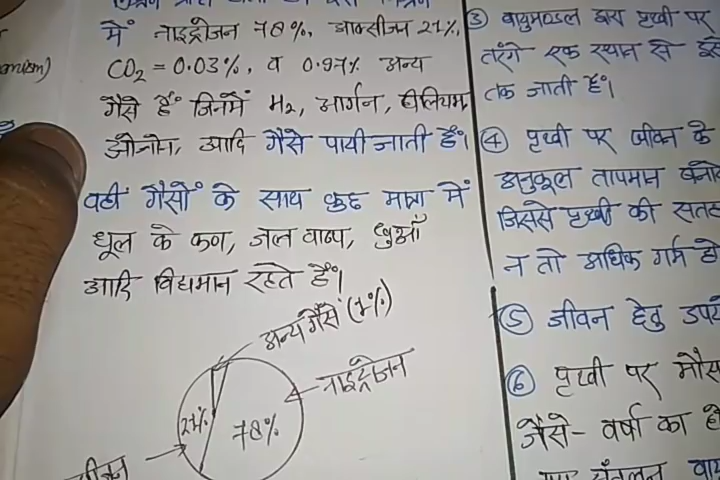 में नाइट्रोजन 78%, आक्सीजन 21%,
CO2 = 0.03%, व 0.97% अन्य
गैसे हैं जिनमें H2, आर्गन, हीलियम,
ओजोन, आदि गैसे पायी जाती हैं।
वहीं गैसों के साथ कुछ मात्रा में
धूल के कण, जल वाष्प, धुआँ
आदि विद्यमान रहते हैं।
अन्य गैसें (1%)
नाइट्रोजन
21%
78%
③ वायुमण्डल द्वारा पृथ्वी पर
तरंगे एक स्थान से
तक जाती हैं।
④ पृथ्वी पर जीवन के
अनुकूल तापमान
जिससे पृथ्वी की सतह
न तो अधिक गर्म हो
⑤ जीवन हेतु
⑥ पृथ्वी पर
जैसे - वर्षा का